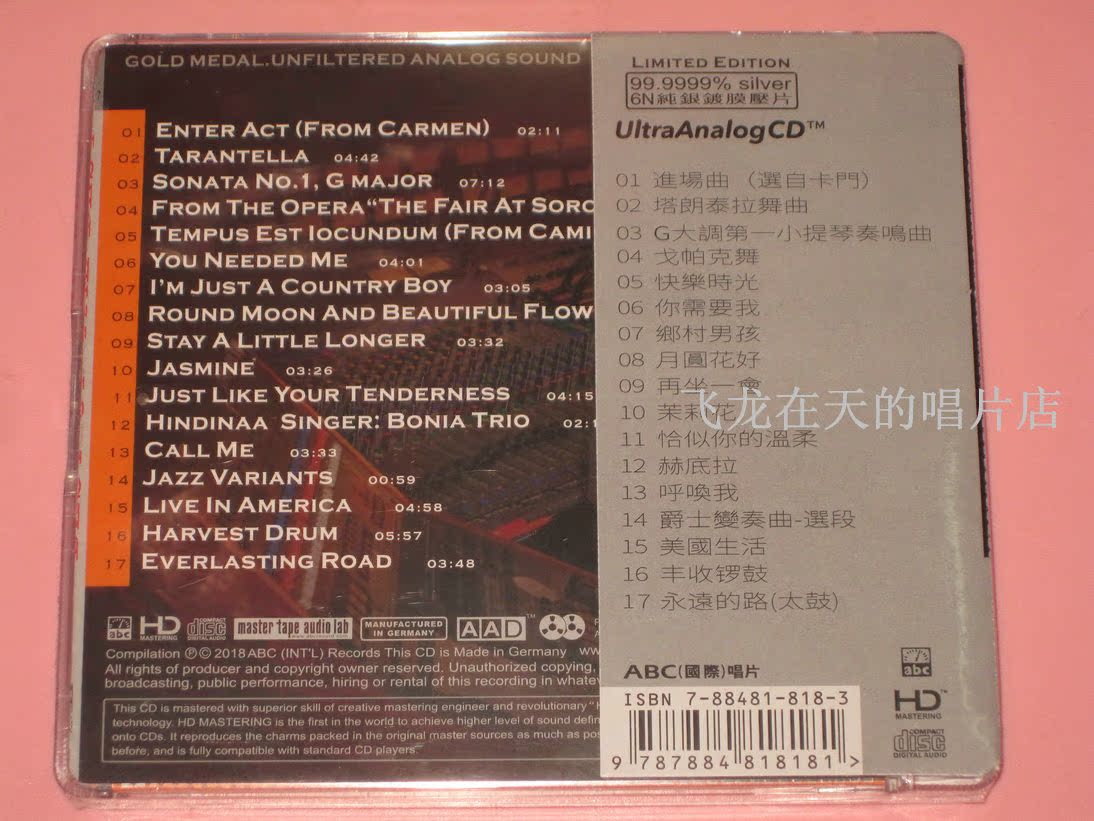 GOLD MEDAL.UNFILTERED ANALOG SOUND
01 ENTER ACT (FROM CARMEN) 02:11
02 TARANTELLA 04:42
03 SONATA NO.1, G MAJOR 07:12
04 FROM THE OPERA "THE FAIR AT SORO
05 TEMPUS EST IOCUNDUM (FROM CAMI
06 YOU NEEDED ME 04:01
07 I'M JUST A COUNTRY BOY 03:05
08 ROUND MOON AND BEAUTIFUL FLOW
09 STAY A LITTLE LONGER 03:32
10 JASMINE 03:26
11 JUST LIKE YOUR TENDERNESS 04:15
12 HINDINAA SINGER: BONIA TRIO 02:1
13 CALL ME 03:33
14 JAZZ VARIANTS 00:59
15 LIVE IN AMERICA 04:58
16 HARVEST DRUM 05:57
17 EVERLASTING ROAD 03:48
abc HD MASTERING COMPACT disc DIGITAL AUDIO master tape audio lab MANUFACTURED IN GERMANY AAD™
Compilation ℗© 2018 ABC (INT'L) Records This CD is Made in Germany ww
All rights of producer and copyright owner reserved. Unauthorized copying,
broadcasting, public performance, hiring or rental of this recording in whatev
This CD is mastered with superior skill of creative mastering engineer and revolutionary "H
technology. HD MASTERING is the first in the world to achieve higher level of sound defin
onto CDs. It reproduces the charms packed in the original master sources as much as pos
before, and is fully compatible with standard CD players.
LIMITED EDITION
99.9999% silver
6N純銀鍍膜壓片
UltraAnalogCD™
01 進場曲（選自卡門）
02 塔朗泰拉舞曲
03 G大調第一小提琴奏鳴曲
04 戈帕克舞
05 快樂時光
06 你需要我
07 鄉村男孩
08 月圓花好
09 再坐一會
10 茉莉花
11 恰似你的溫柔
12 赫底拉
13 呼喚我
14 爵士變奏曲-選段
15 美國生活
16 丰收锣鼓
17 永遠的路(太鼓)
飞龙在天的唱片店
ABC(國際)唱片
ISBN 7-88481-818-3
9 787884 818181 >
abc
HD™
MASTERING
COMPACT
disc
DIGITAL AUDIO